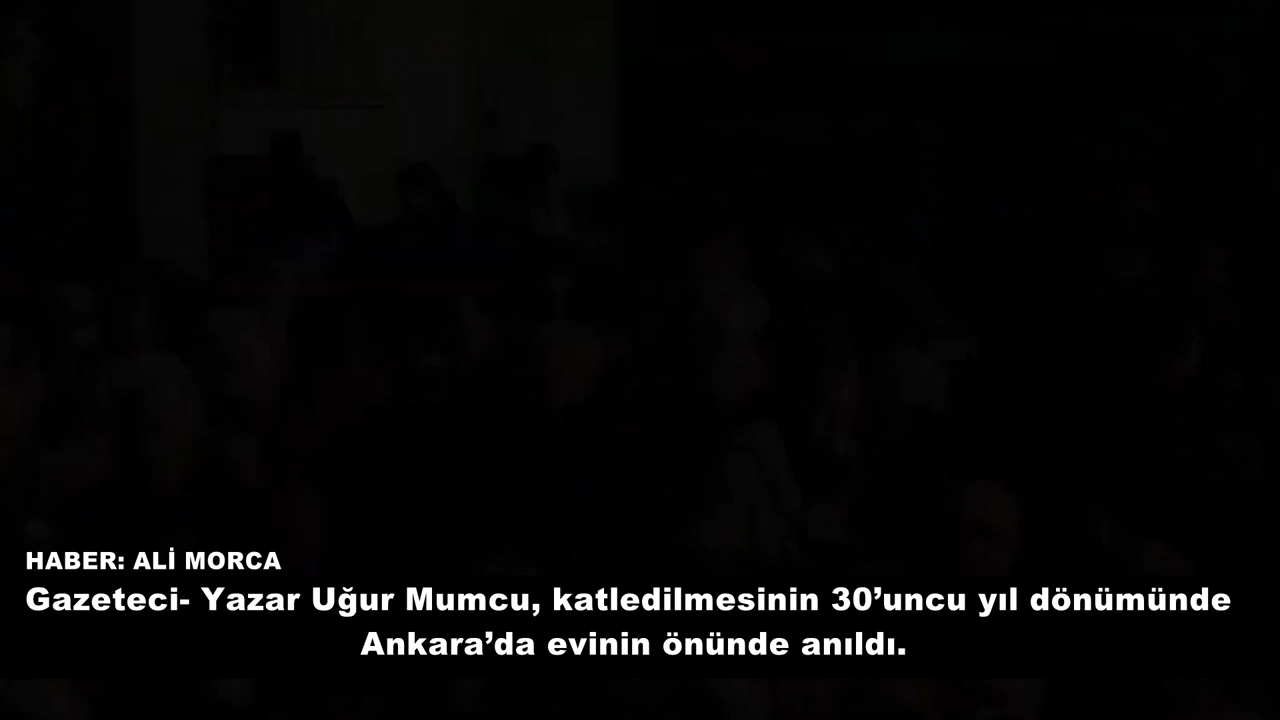 HABER: ALİ MORCA
Gazeteci- Yazar Uğur Mumcu, katledilmesinin 30’uncu yıl dönümünde
Ankara’da evinin önünde anıldı.